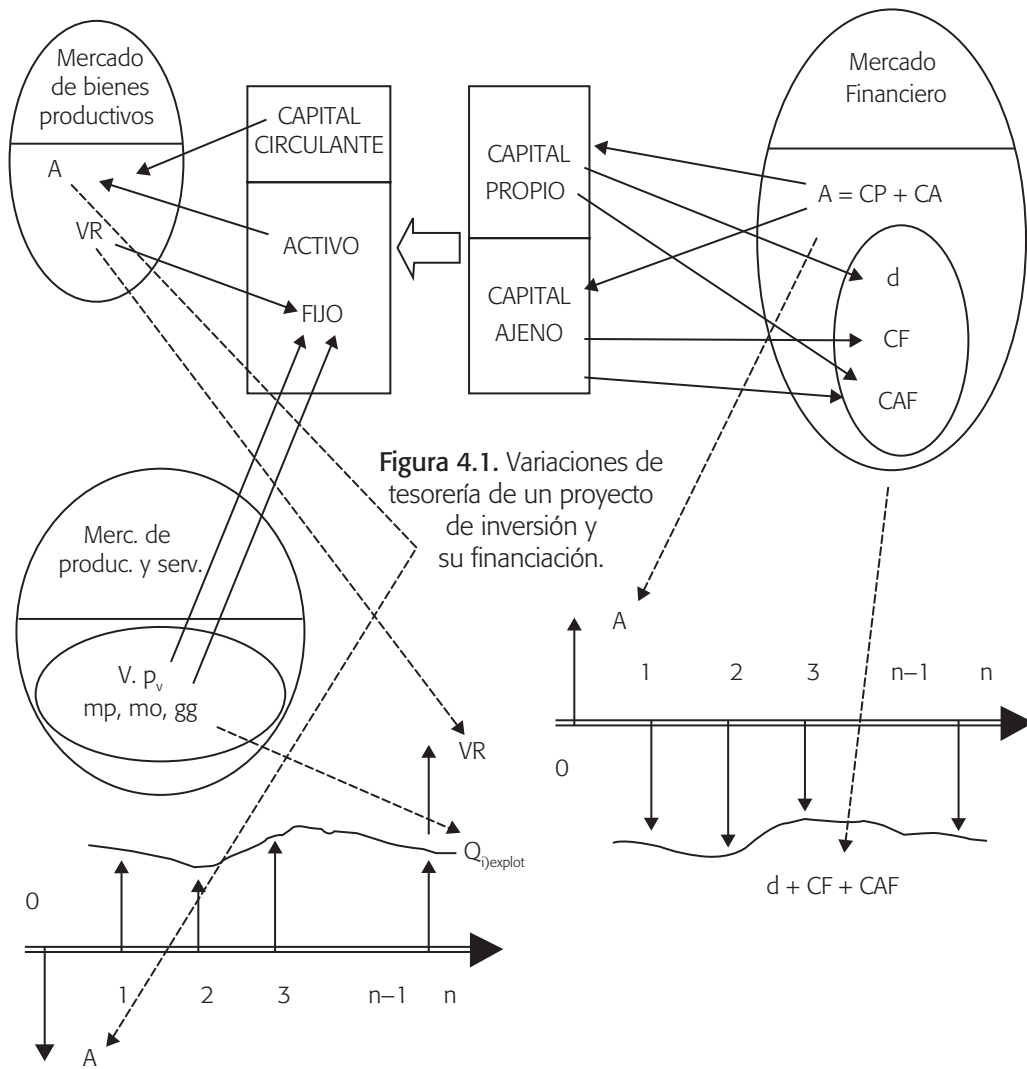 Mercado
de bienes
productivos
A
VR
CAPITAL
CIRCULANTE
ACTIVO
FIJO
CAPITAL
PROPIO
CAPITAL
AJENO
Mercado
Financiero
A = CP + CA
d
CF
CAF
Figura 4.1. Variaciones de
tesorería de un proyecto
de inversión y
su financiación.
Merc. de
produc. y serv.
V. pv
mp, mo, gg
VR
Qi)explot
0
1 2 3 n–1 n
A
A
1 2 3 n–1 n
0
d + CF + CAF